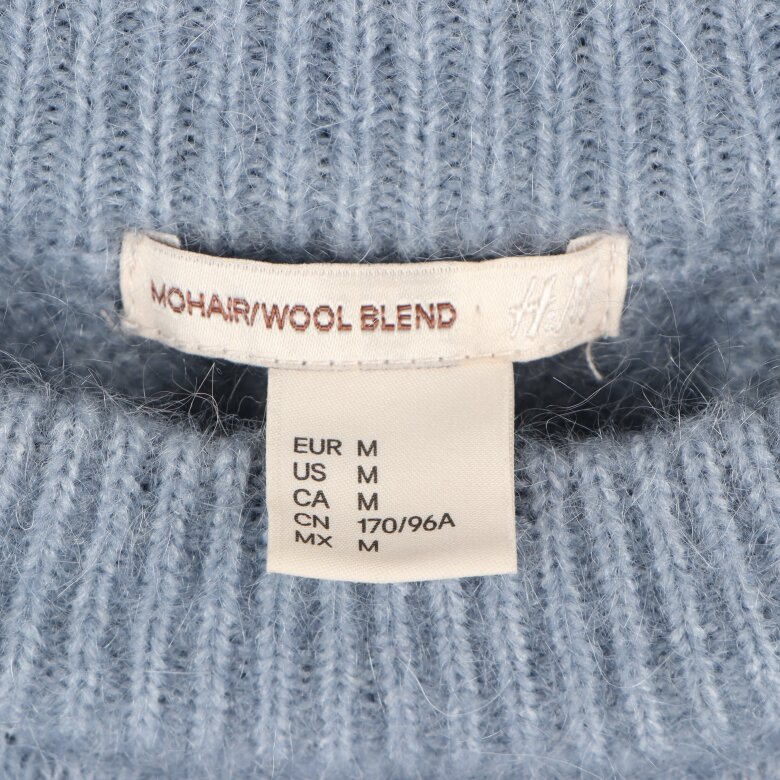 MOHAIR/WOOL BLEND H&M
EUR M
US M
CA M
CN 170/96A
MX M